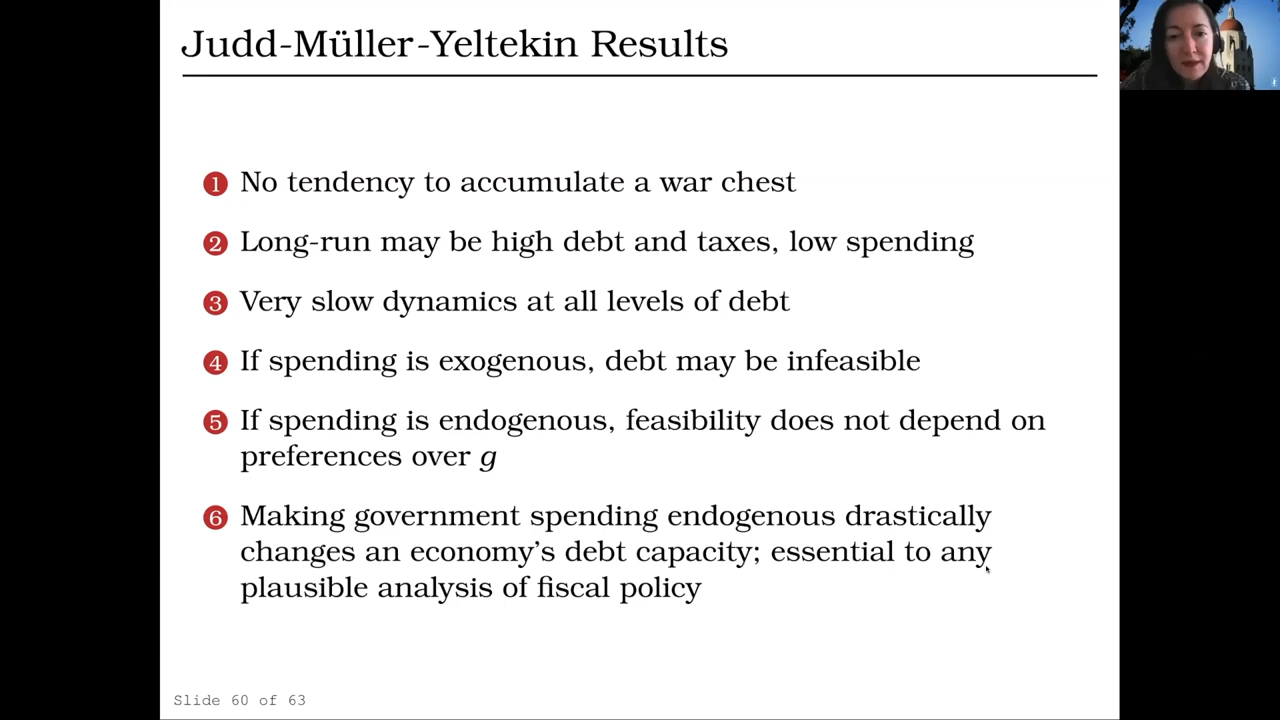 Judd-Müller-Yeltekin Results
1 No tendency to accumulate a war chest
2 Long-run may be high debt and taxes, low spending
3 Very slow dynamics at all levels of debt
4 If spending is exogenous, debt may be infeasible
5 If spending is endogenous, feasibility does not depend on
preferences over g
6 Making government spending endogenous drastically
changes an economy's debt capacity; essential to any
plausible analysis of fiscal policy
Slide 60 of 63